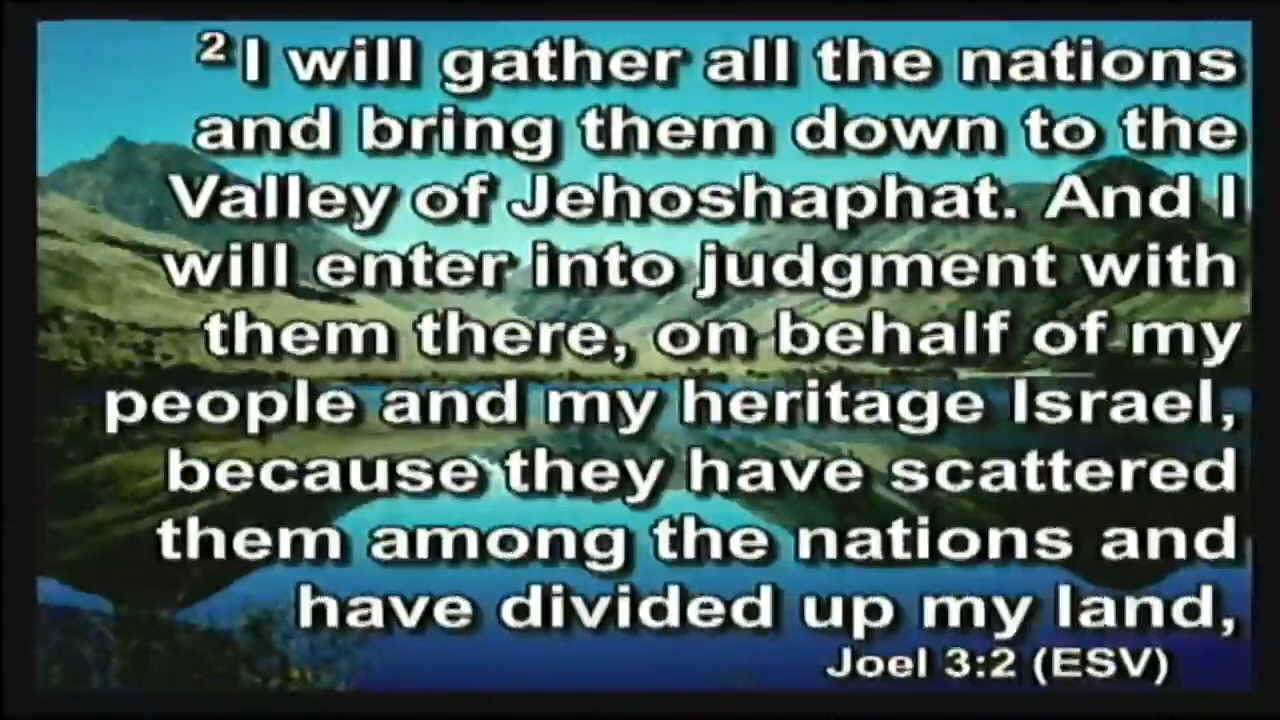 2 I will gather all the nations
and bring them down to the
Valley of Jehoshaphat. And I
will enter into judgment with
them there, on behalf of my
people and my heritage Israel,
because they have scattered
them among the nations and
have divided up my land,
Joel 3:2 (ESV)